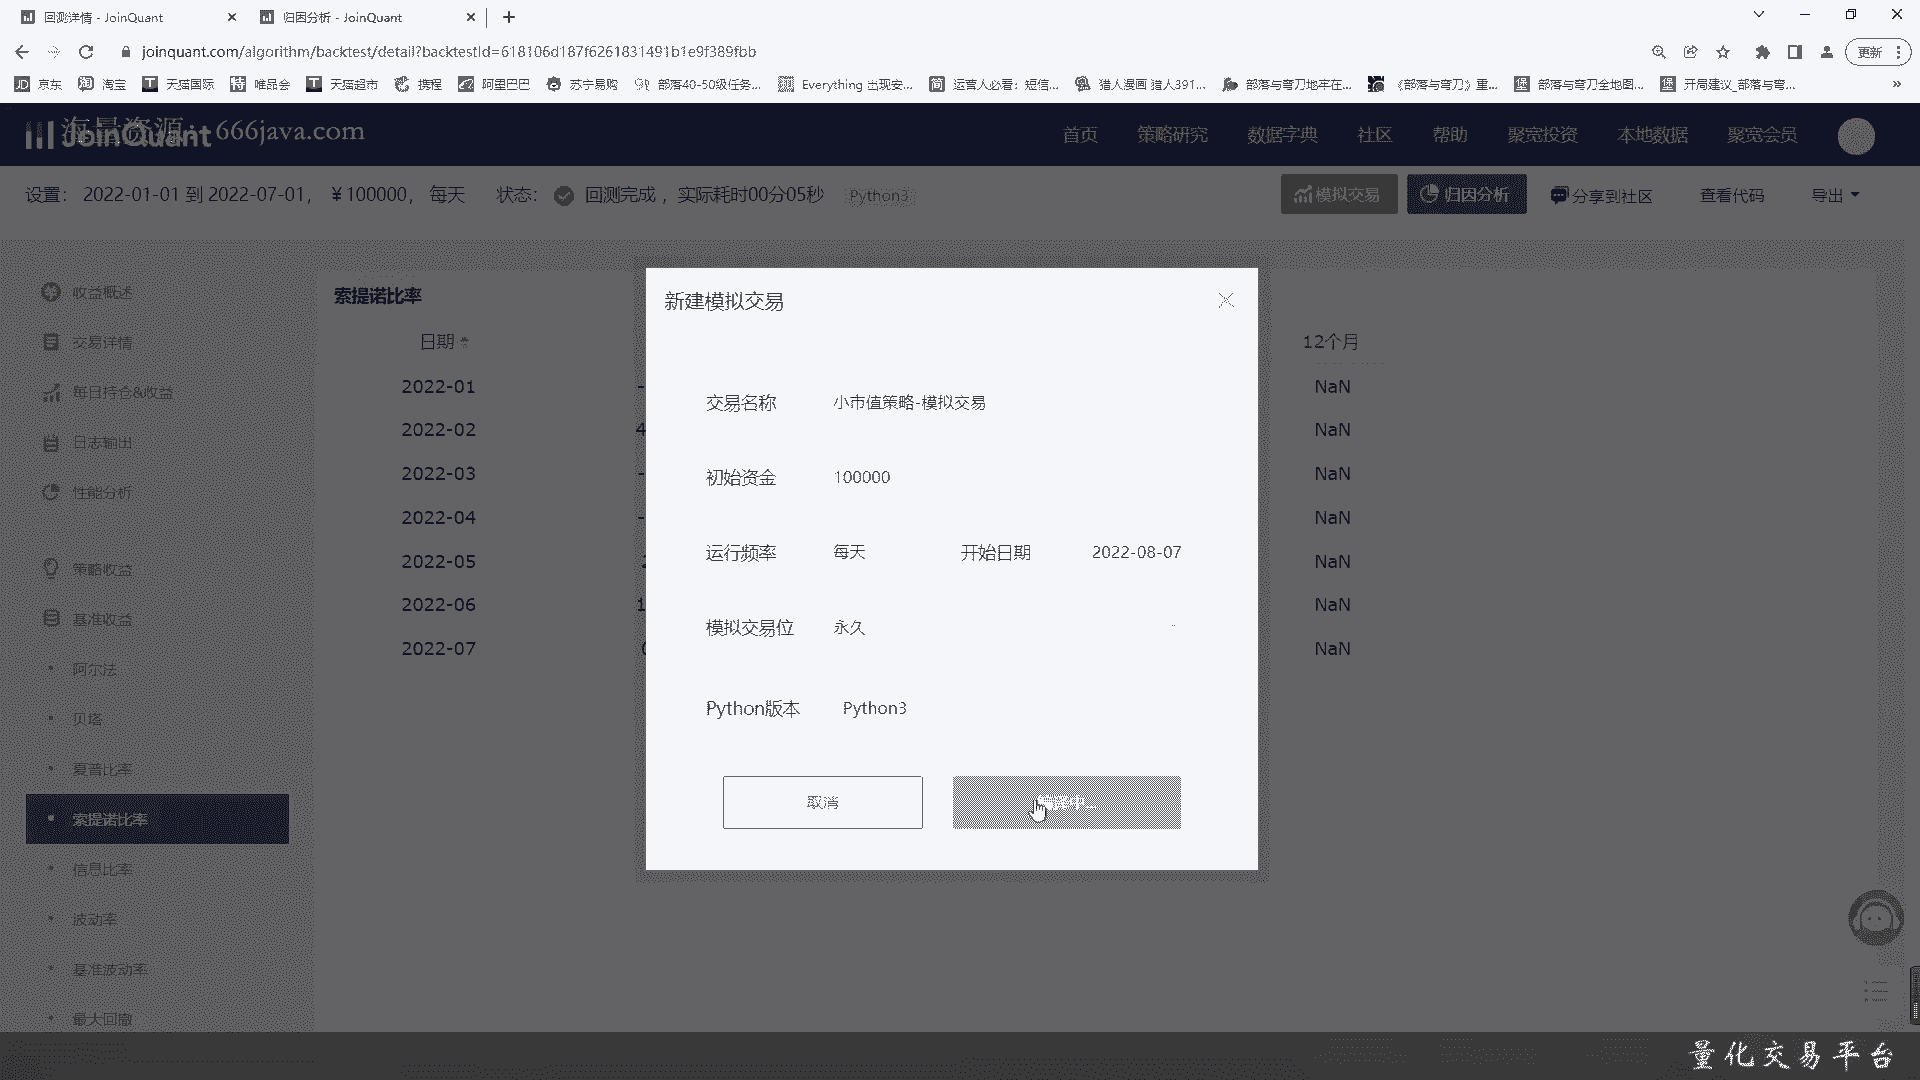 回测详情 - JoinQuant
归因分析 - JoinQuant
joinquant.com/algorithm/backtest/detail?backtestId=618106d187f6261831491b1e9f389fbb
更新
京东 淘宝 天猫国际 唯品会 天猫超市 携程 阿里巴巴 苏宁易购 部落40-50级任务... Everything 出现安... 运营人必看：短信... 猎人漫画 猎人391... 部落与弯刀地牢在... 《部落与弯刀》重... 部落与弯刀全地图... 开局建议_部落与弯... »
JoinQuant
海量资源：666java.com
首页 策略研究 数据字典 社区 帮助 聚宽投资 本地数据 聚宽会员
设置： 2022-01-01 到 2022-07-01， ￥100000， 每天 状态： 回测完成 ，实际耗时00分05秒 Python3
模拟交易 归因分析 分享到社区 查看代码 导出
收益概述
交易详情
每日持仓&收益
日志输出
性能分析
策略收益
基准收益
阿尔法
贝塔
夏普比率
索提诺比率
信息比率
波动率
基准波动率
最大回撤
索提诺比率
日期 12个月
2022-01 - NaN
2022-02 4 NaN
2022-03 - NaN
2022-04 - NaN
2022-05 2 NaN
2022-06 1 NaN
2022-07 NaN
新建模拟交易
交易名称 小市值策略-模拟交易
初始资金 100000
运行频率 每天 开始日期 2022-08-07
模拟交易位 永久
Python版本 Python3
取消
量化交易平台